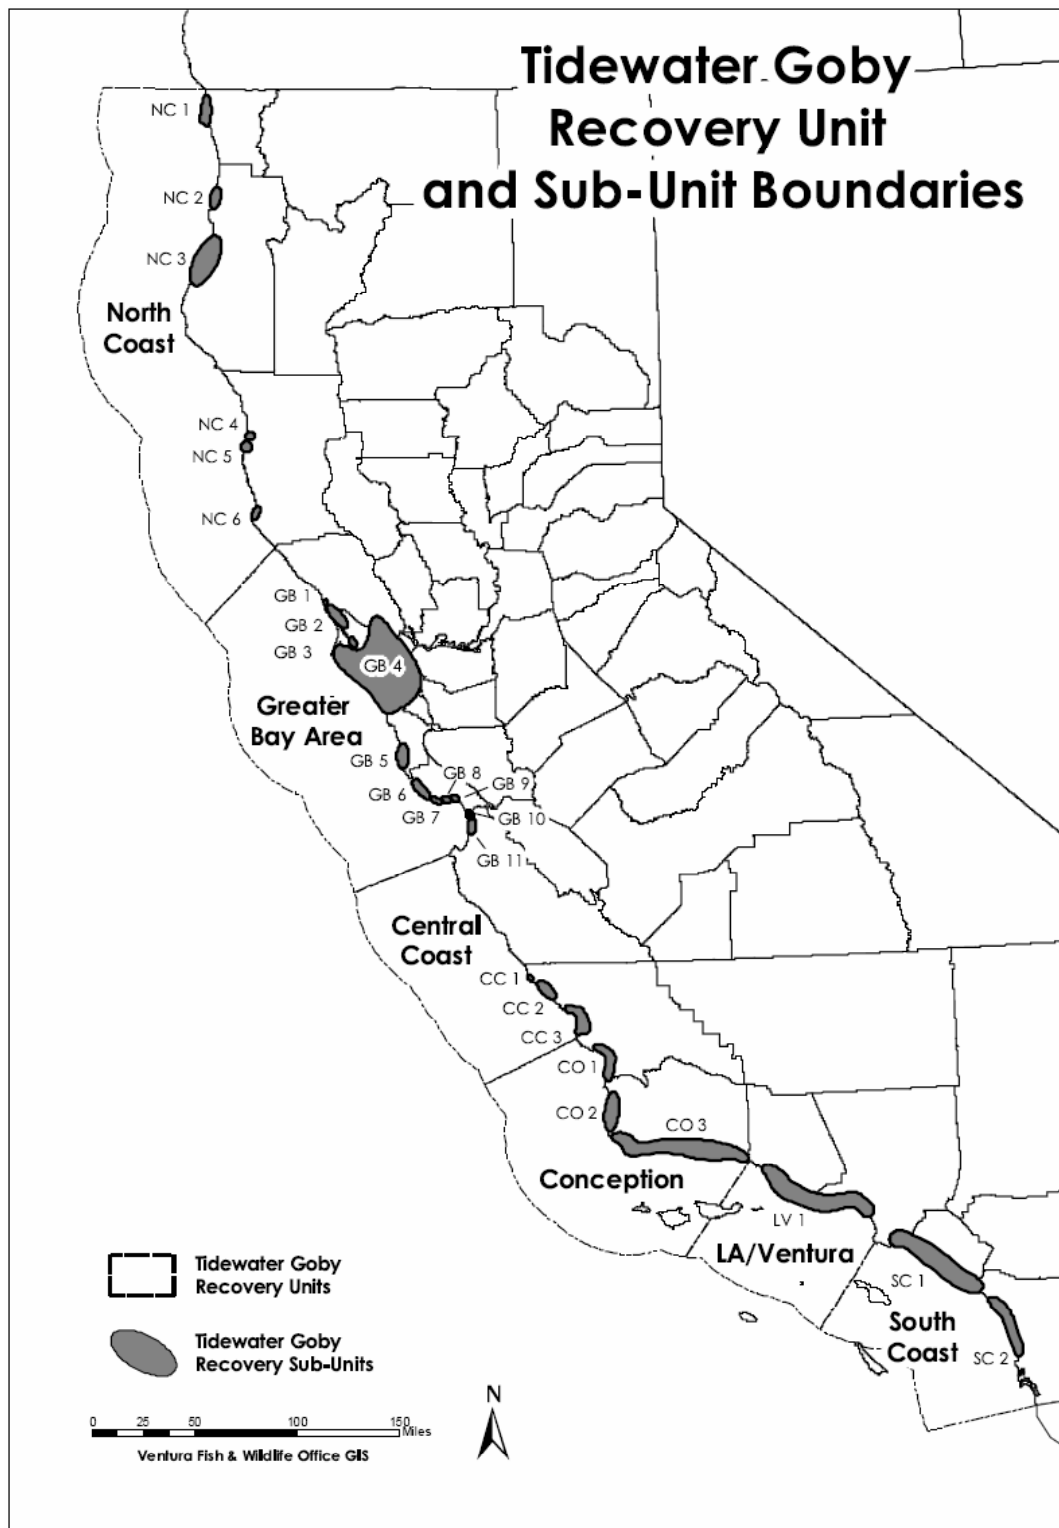 Tidewater Goby
Recovery Unit
and Sub-Unit Boundaries
NC 1
NC 2
NC 3
North
Coast
NC 4
NC 5
NC 6
GB 1
GB 2
GB 3
GB 4
Greater
Bay Area
GB 5
GB 8
GB 6
GB 9
GB 7
GB 10
GB 11
Central
Coast
CC 1
CC 2
CC 3
CO 1
CO 2
CO 3
Conception
LV 1
LA/Ventura
SC 1
South
Coast
SC 2
Tidewater Goby
Recovery Units
Tidewater Goby
Recovery Sub-Units
N
0 25 50 100 150
Miles
Ventura Fish & Wildlife Office GIS